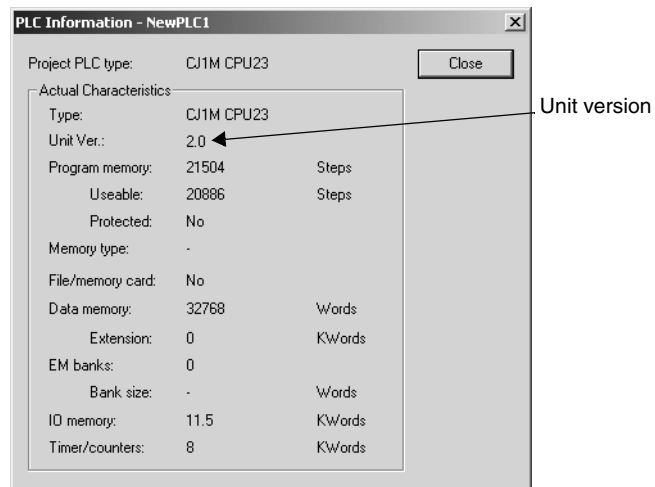 PLC Information - NewPLC1
Project PLC type: CJ1M CPU23 Close
Actual Characteristics
Type: CJ1M CPU23
Unit version
Unit Ver.: 2.0
Program memory: 21504 Steps
Useable: 20886 Steps
Protected: No
Memory type: -
File/memory card: No
Data memory: 32768 Words
Extension: 0 KWords
EM banks: 0
Bank size: - Words
IO memory: 11.5 KWords
Timer/counters: 8 KWords